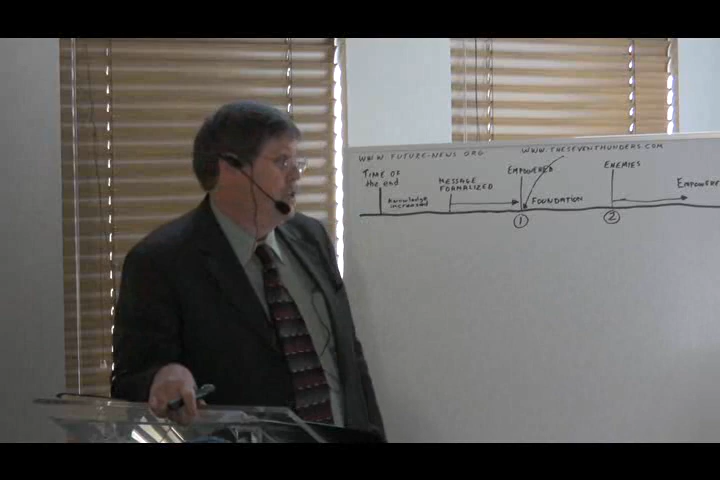 WWW. FUTURE-NEWS. ORG
WWW.THESEVENTHUNDERS.COM
TIME OF
the end
Knowledge
increased
MESSAGE
FORMALIZED
EMPOWERED
FOUNDATION
ENEMIES
EMPOWERE
1
2